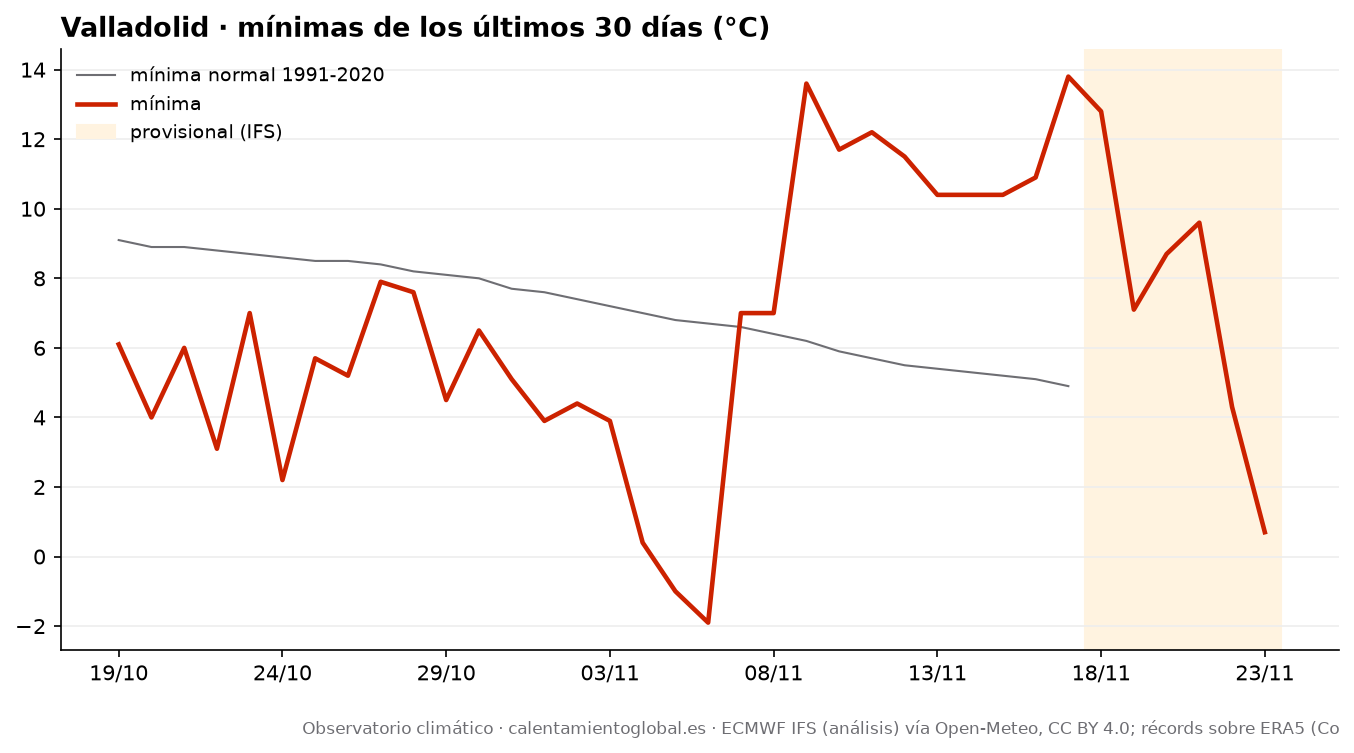 Valladolid · mínimas de los últimos 30 días (°C)
mínima normal 1991-2020
mínima
provisional (IFS)
14
12
10
8
6
4
2
0
−2
19/10 24/10 29/10 03/11 08/11 13/11 18/11 23/11
Observatorio climático · calentamientoglobal.es · ECMWF IFS (análisis) vía Open-Meteo, CC BY 4.0; récords sobre ERA5 (Co